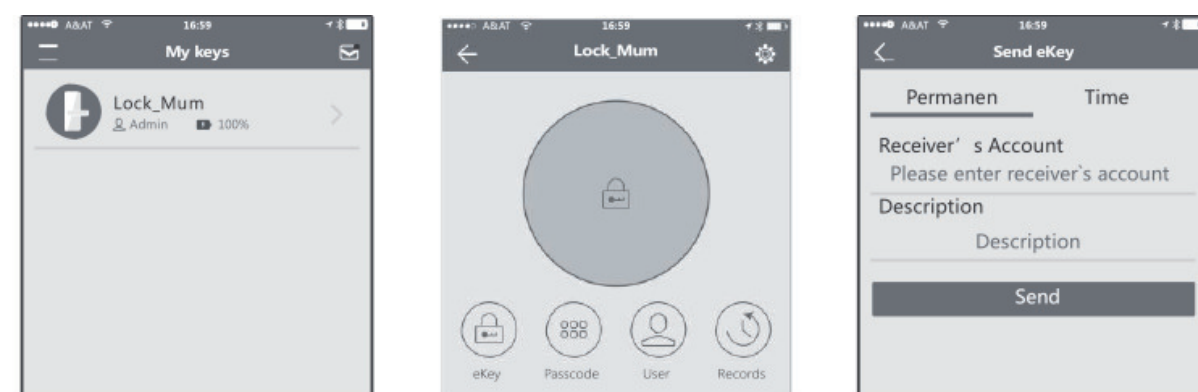 A&AT 16:59
My keys
Lock_Mum
Admin 100%
A&AT 16:59
Lock_Mum
eKey Passcode User Records
A&AT 16:59
Send eKey
Permanen Time
Receiver' s Account
Please enter receiver`s account
Description
Description
Send